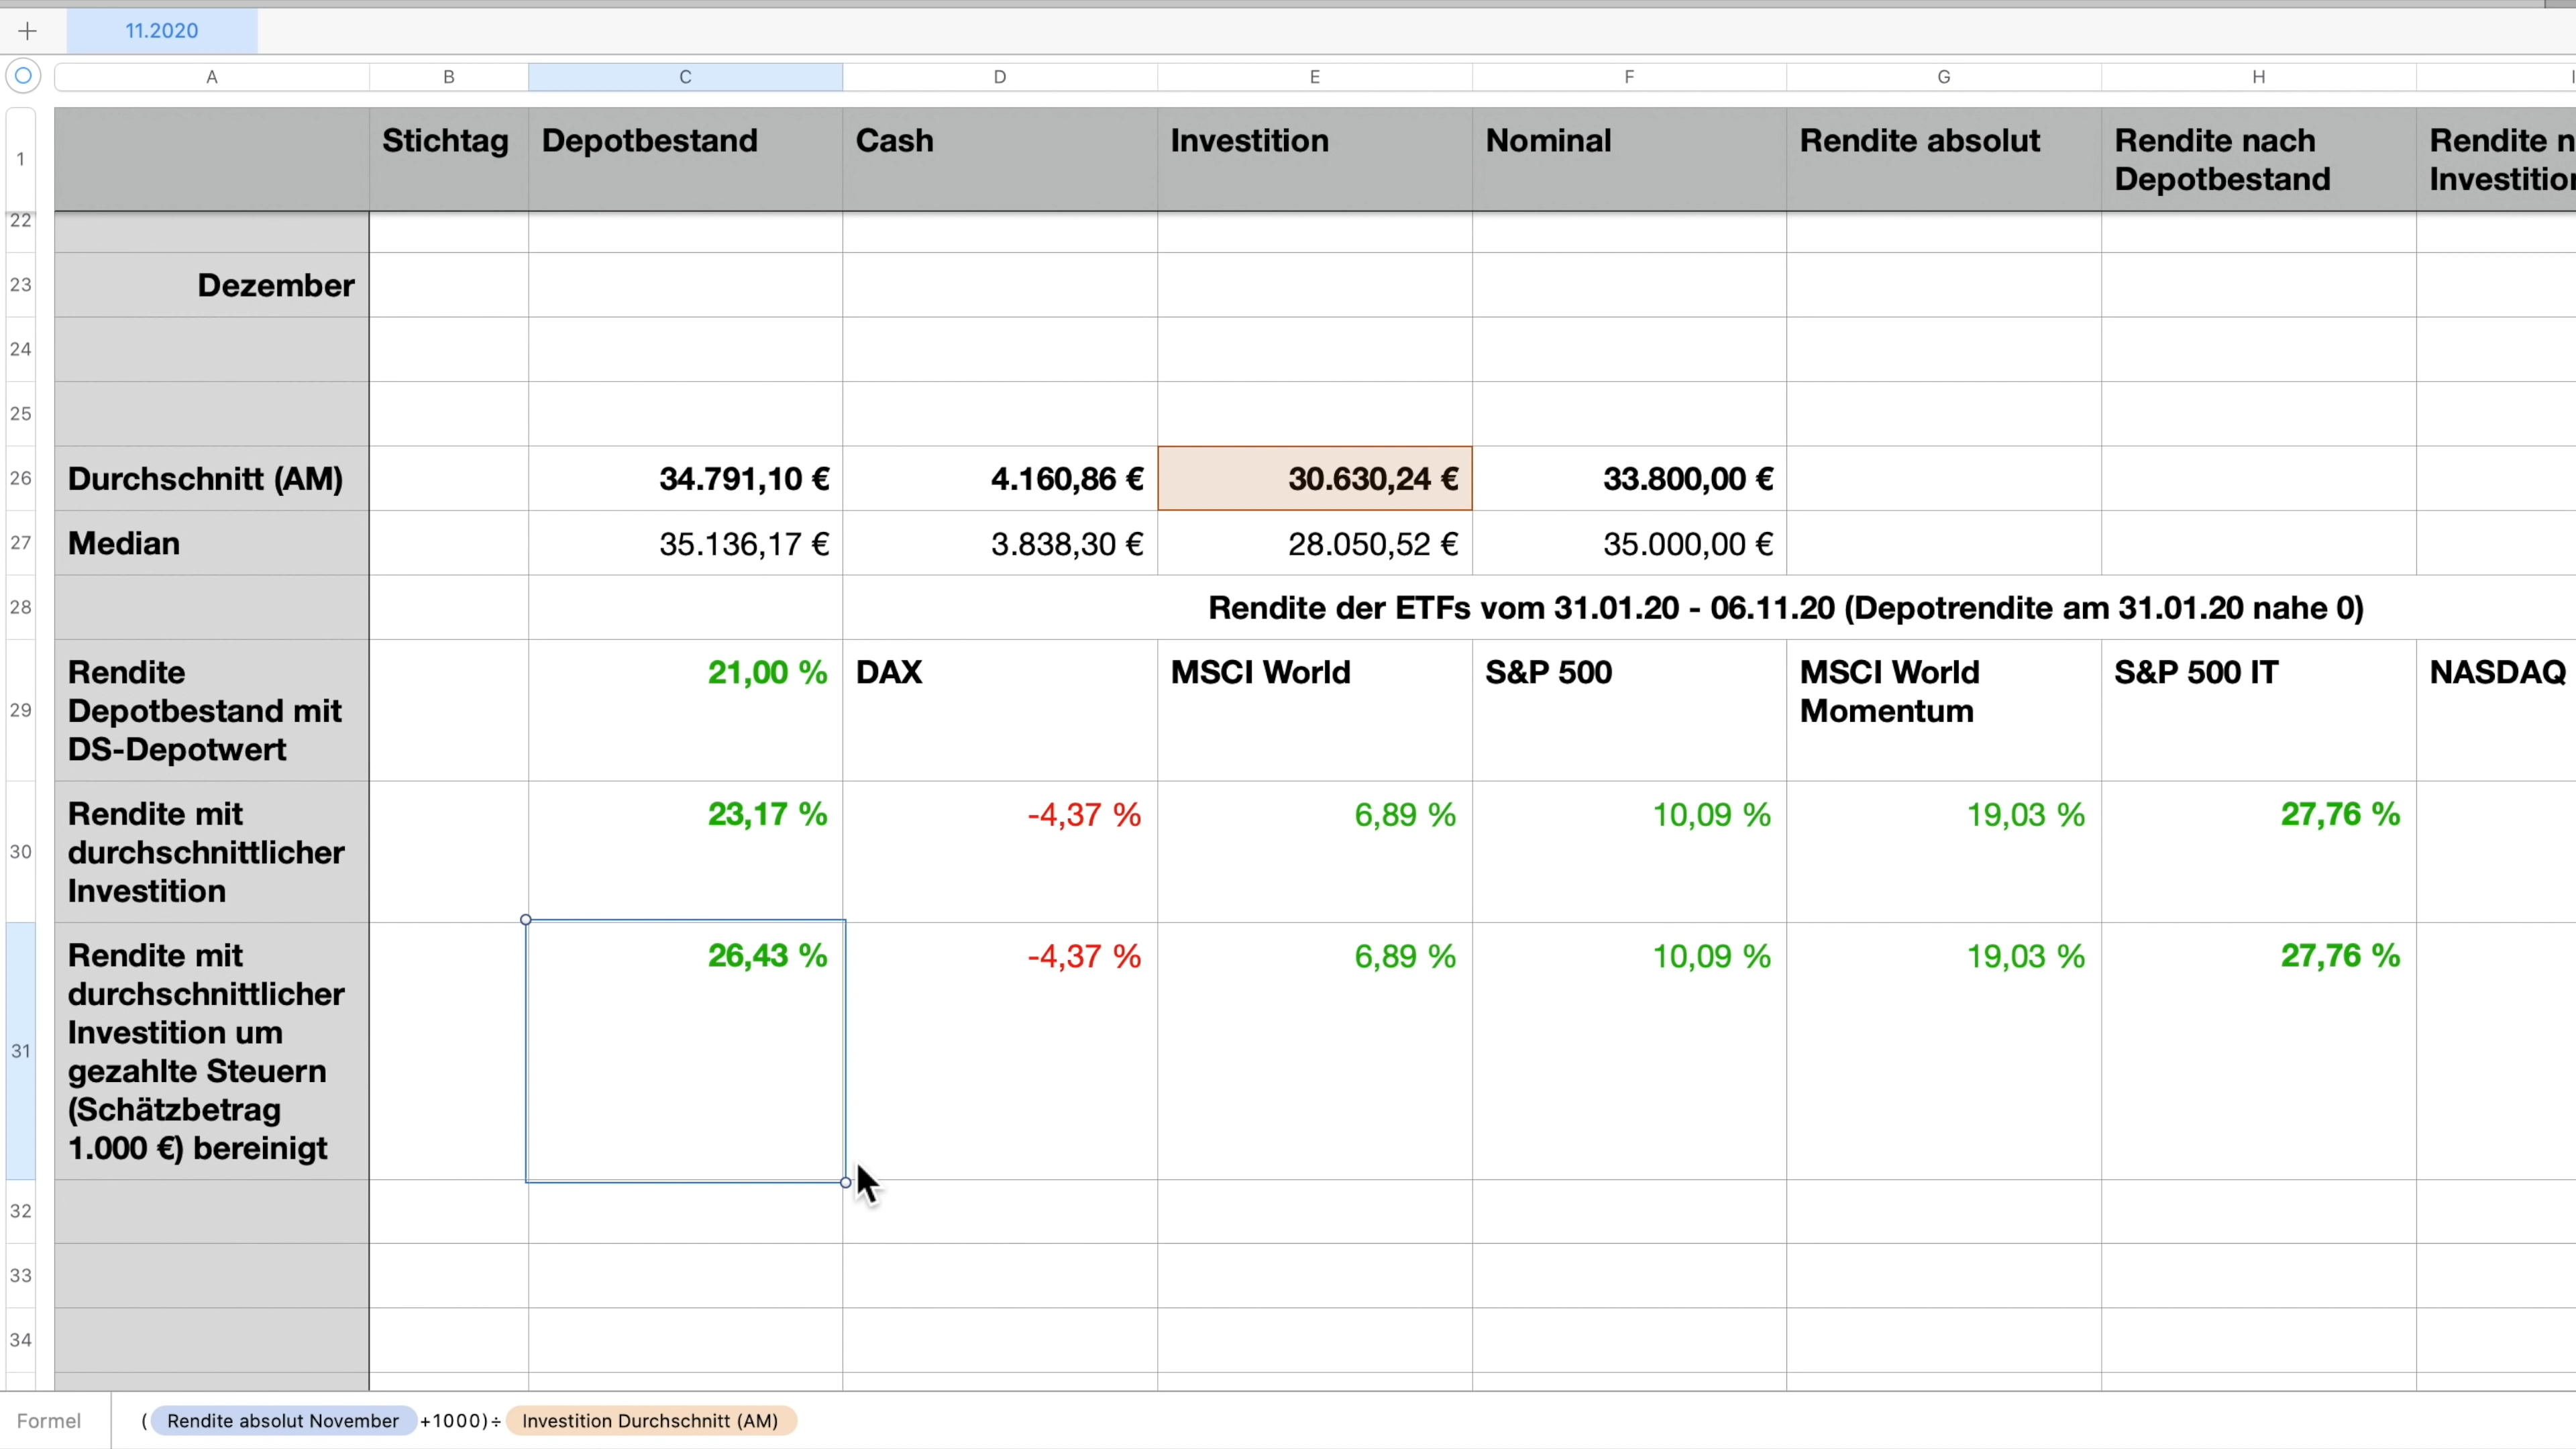 11.2020
A B C D E F G H I
1 Stichtag Depotbestand Cash Investition Nominal Rendite absolut Rendite nach Rendite n
Depotbestand Investition
22
23 Dezember
24
25
26 Durchschnitt (AM) 34.791,10 € 4.160,86 € 30.630,24 € 33.800,00 €
27 Median 35.136,17 € 3.838,30 € 28.050,52 € 35.000,00 €
28 Rendite der ETFs vom 31.01.20 - 06.11.20 (Depotrendite am 31.01.20 nahe 0)
29 Rendite 21,00 % DAX MSCI World S&P 500 MSCI World S&P 500 IT NASDAQ
Depotbestand mit Momentum
DS-Depotwert
30 Rendite mit 23,17 % -4,37 % 6,89 % 10,09 % 19,03 % 27,76 %
durchschnittlicher
Investition
31 Rendite mit 26,43 % -4,37 % 6,89 % 10,09 % 19,03 % 27,76 %
durchschnittlicher
Investition um
gezahlte Steuern
(Schätzbetrag
1.000 €) bereinigt
32
33
34
Formel ( Rendite absolut November +1000)÷ Investition Durchschnitt (AM)